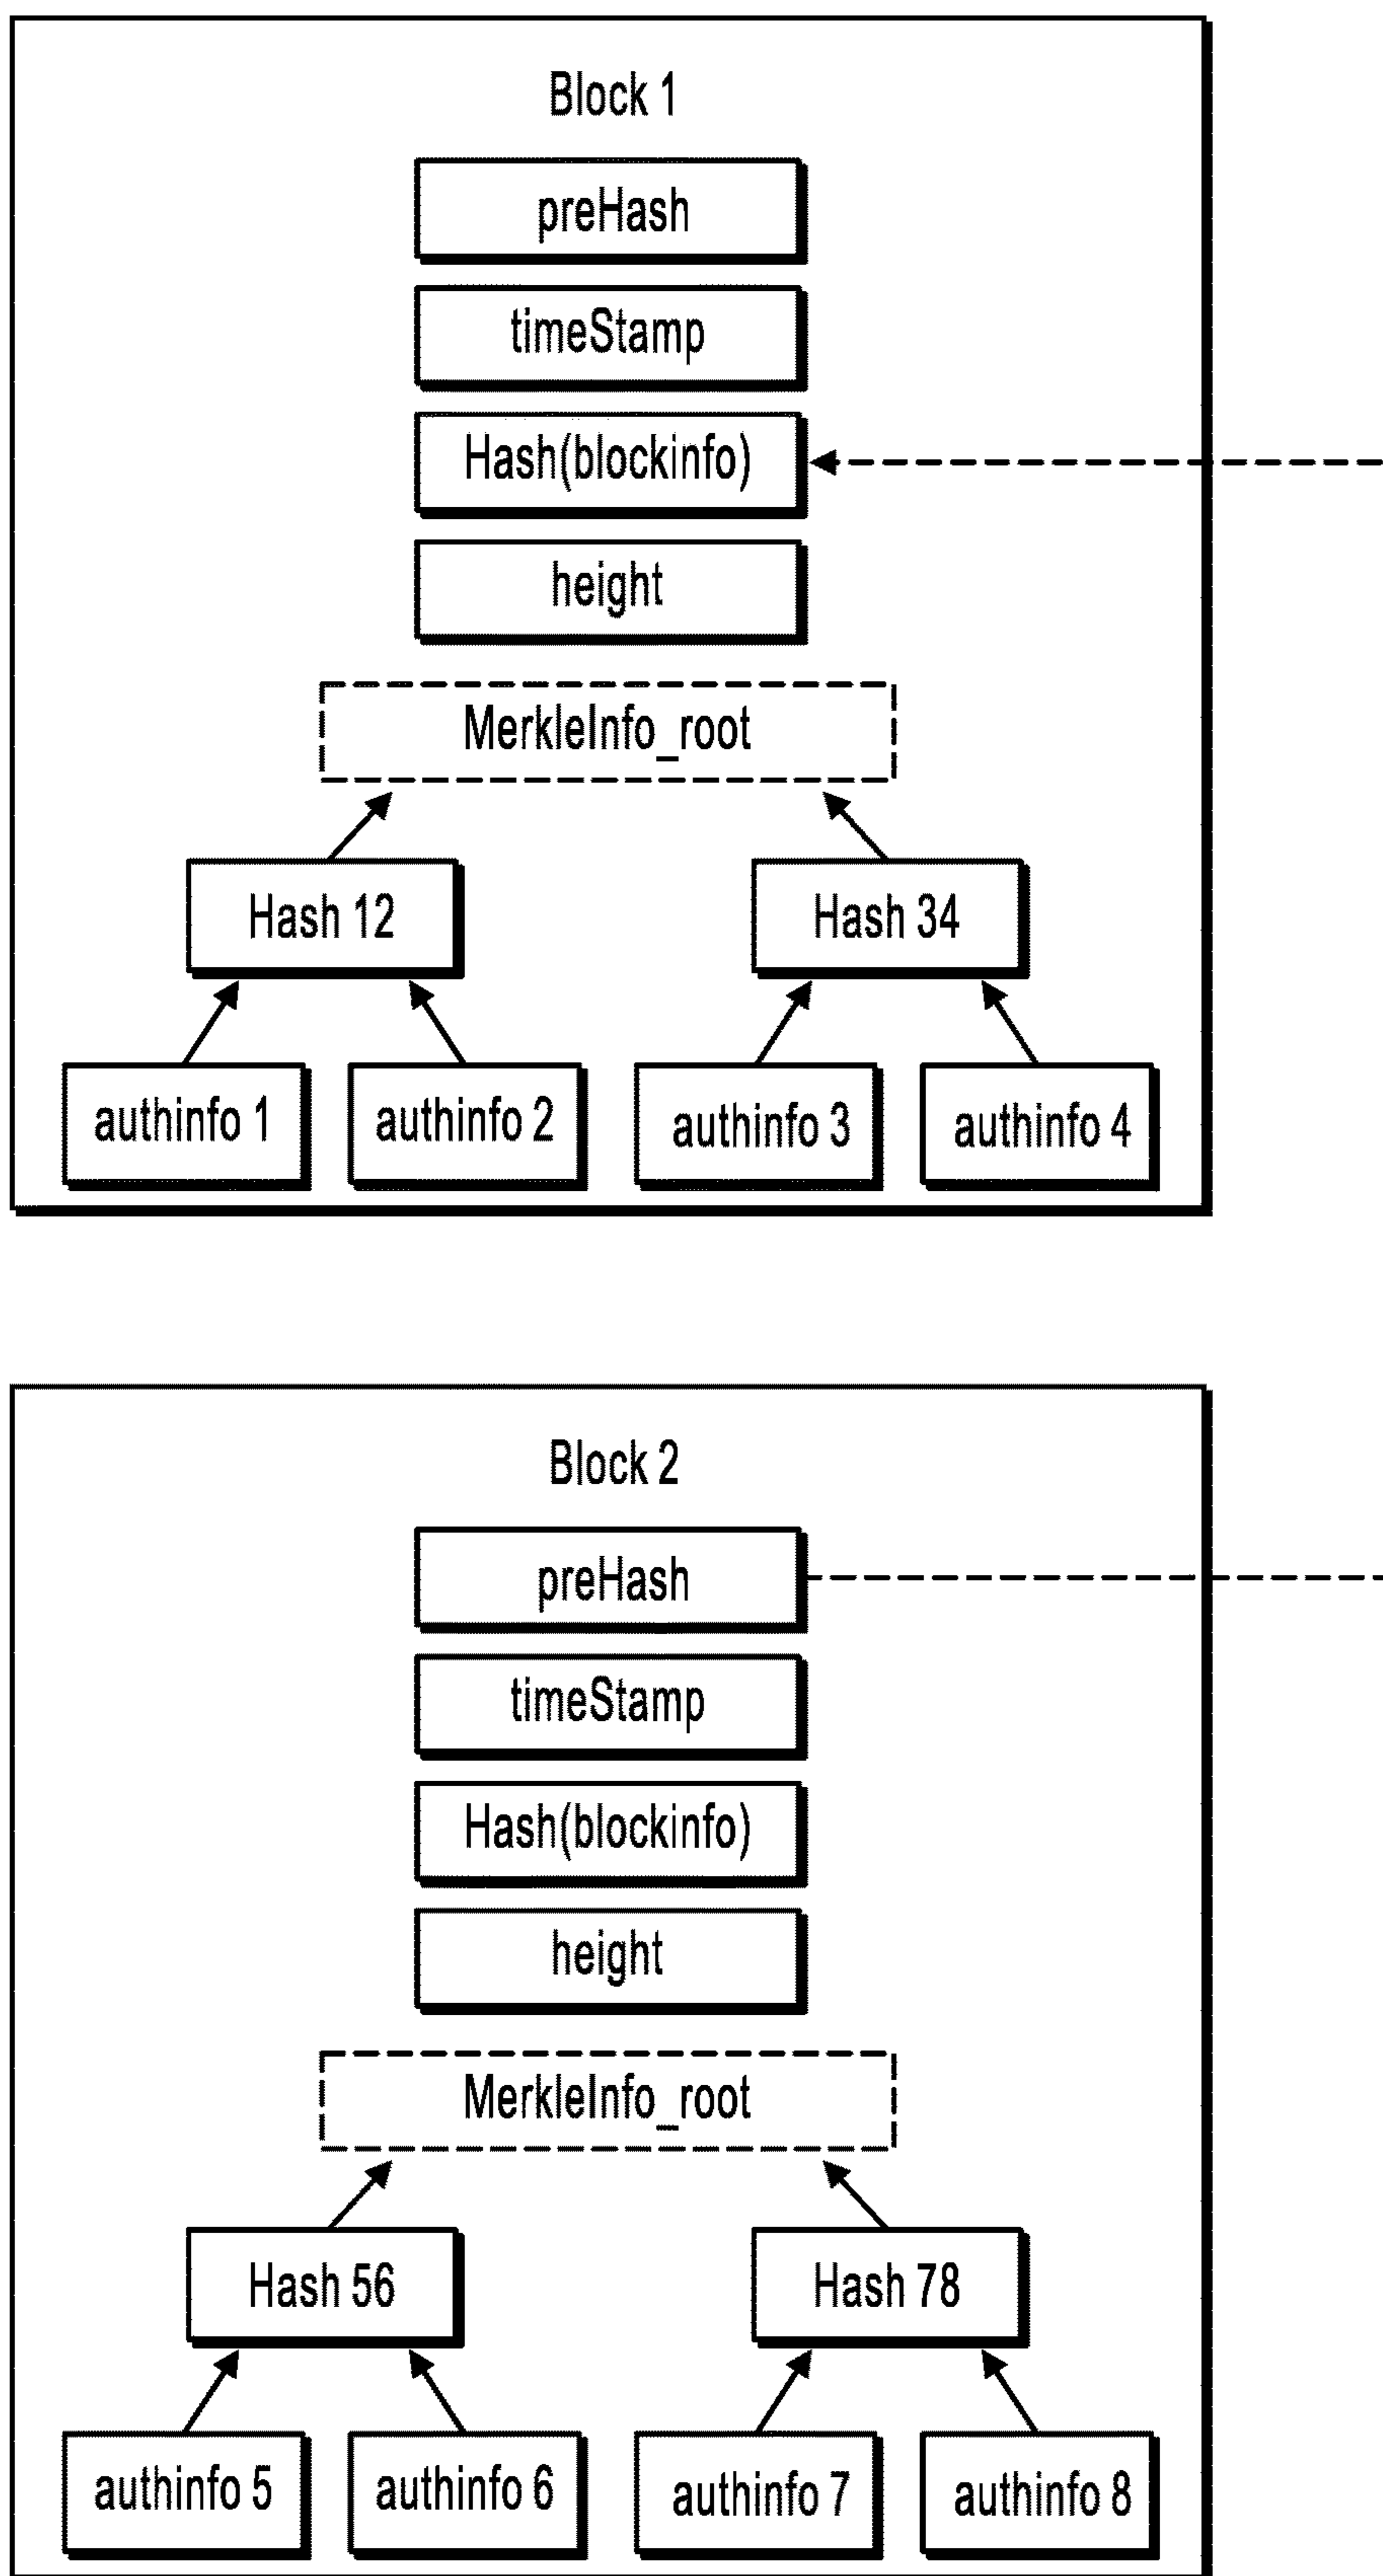 Block 1
preHash
timeStamp
Hash(blockinfo)
height
MerkleInfo_root
Hash 12
Hash 34
authinfo 1
authinfo 2
authinfo 3
authinfo 4
Block 2
preHash
timeStamp
Hash(blockinfo)
height
MerkleInfo_root
Hash 56
Hash 78
authinfo 5
authinfo 6
authinfo 7
authinfo 8